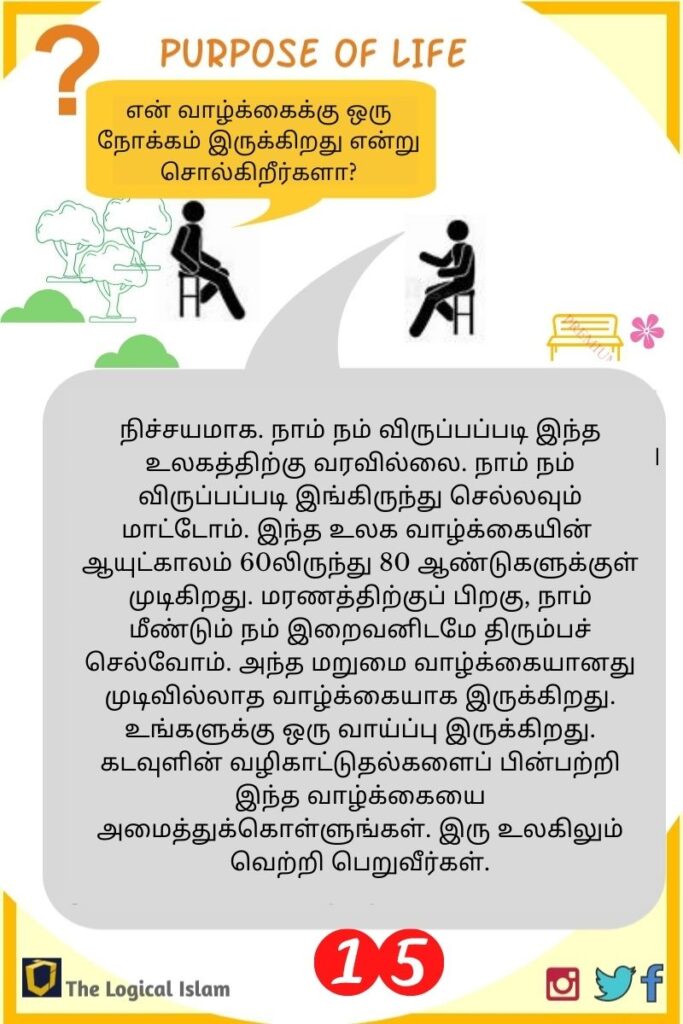 ?
PURPOSE OF LIFE
என் வாழ்க்கைக்கு ஒரு
நோக்கம் இருக்கிறது என்று
சொல்கிறீர்களா?
நிச்சயமாக. நாம் நம் விருப்பப்படி இந்த
உலகத்திற்கு வரவில்லை. நாம் நம்
விருப்பப்படி இங்கிருந்து செல்லவும்
மாட்டோம். இந்த உலக வாழ்க்கையின்
ஆயுட்காலம் 60லிருந்து 80 ஆண்டுகளுக்குள்
முடிகிறது. மரணத்திற்குப் பிறகு, நாம்
மீண்டும் நம் இறைவனிடமே திரும்பச்
செல்வோம். அந்த மறுமை வாழ்க்கையானது
முடிவில்லாத வாழ்க்கையாக இருக்கிறது.
உங்களுக்கு ஒரு வாய்ப்பு இருக்கிறது.
கடவுளின் வழிகாட்டுதல்களைப் பின்பற்றி
இந்த வாழ்க்கையை
அமைத்துக்கொள்ளுங்கள். இரு உலகிலும்
வெற்றி பெறுவீர்கள்.
15
The Logical Islam